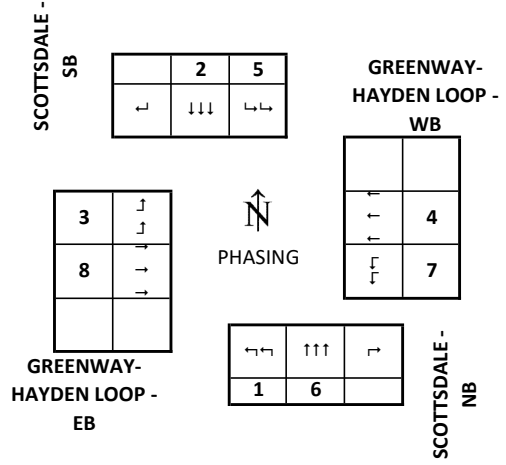 SCOTTSDALE -
SB
2 5
↵ ↓↓↓ ↳↳
GREENWAY-
HAYDEN LOOP -
WB
←
←
←
4
↓
↓
7
3
↑
↑
8
→
→
→
N
PHASING
GREENWAY-
HAYDEN LOOP -
EB
↰↰ ↑↑↑ ↱
1 6
SCOTTSDALE -
NB